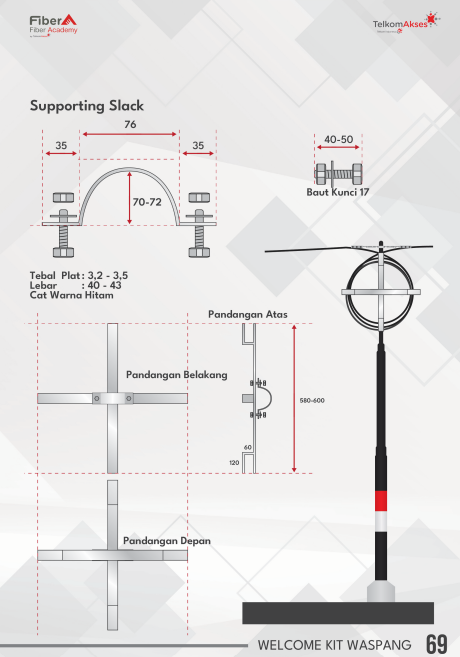 Fiber
Fiber Academy
TelkomAkses
Supporting Slack
76
35
35
40-50
70-72
Baut Kunci 17
Tebal Plat : 3,2 - 3,5
Lebar : 40 - 43
Cat Warna Hitam
Pandangan Atas
Pandangan Belakang
580-600
60
120
Pandangan Depan
WELCOME KIT WASPANG 69